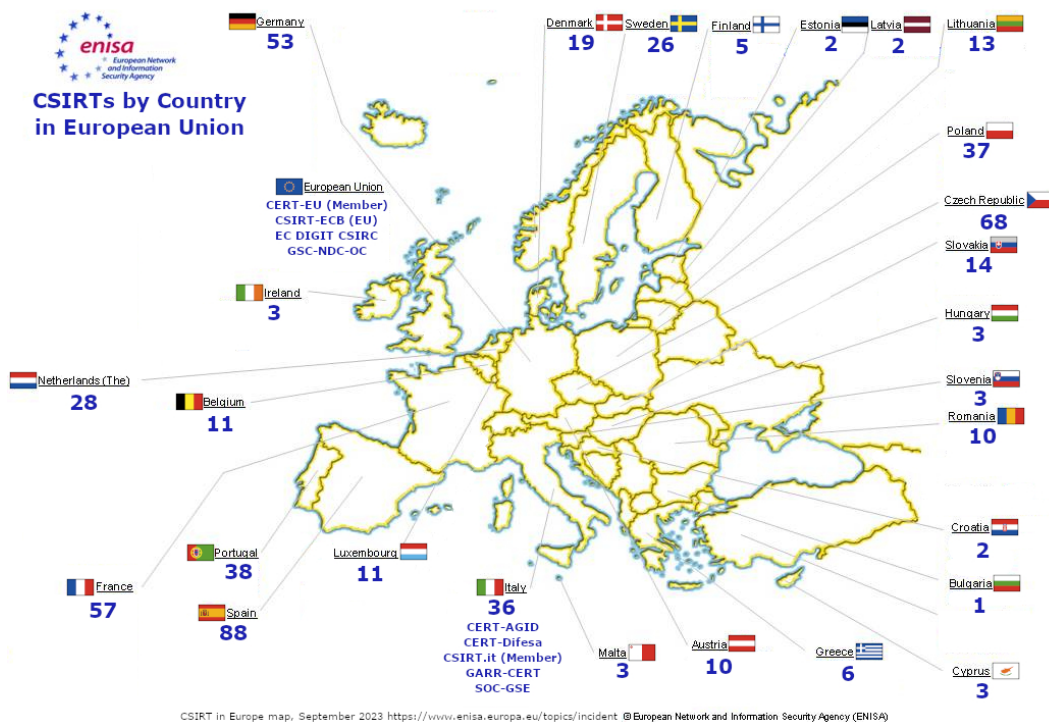 enisa
European Network
and Information
Security Agency
CSIRTs by Country
in European Union
Germany
53
Denmark
19
Sweden
26
Finland
5
Estonia
2
Latvia
2
Lithuania
13
Poland
37
Czech Republic
68
Slovakia
14
Hungary
3
Slovenia
3
Romania
10
European Union
CERT-EU (Member)
CSIRT-ECB (EU)
EC DIGIT CSIRC
GSC-NDC-OC
Ireland
3
Netherlands (The)
28
Belgium
11
Portugal
38
Luxembourg
11
France
57
Spain
88
Italy
36
CERT-AGID
CERT-Difesa
CSIRT.it (Member)
GARR-CERT
SOC-GSE
Malta
3
Austria
10
Greece
6
Croatia
2
Bulgaria
1
Cyprus
3
CSIRT in Europe map, September 2023 https://www.enisa.europa.eu/topics/incident © European Network and Information Security Agency (ENISA)